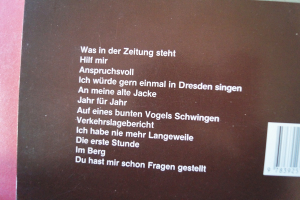 Was in der Zeitung steht
Hilf mir
Anspruchsvoll
Ich würde gern einmal in Dresden singen
An meine alte Jacke
Jahr für Jahr
Auf eines bunten Vogels Schwingen
Verkehrslagebericht
Ich habe nie mehr Langeweile
Die erste Stunde
Im Berg
Du hast mir schon Fragen gestellt